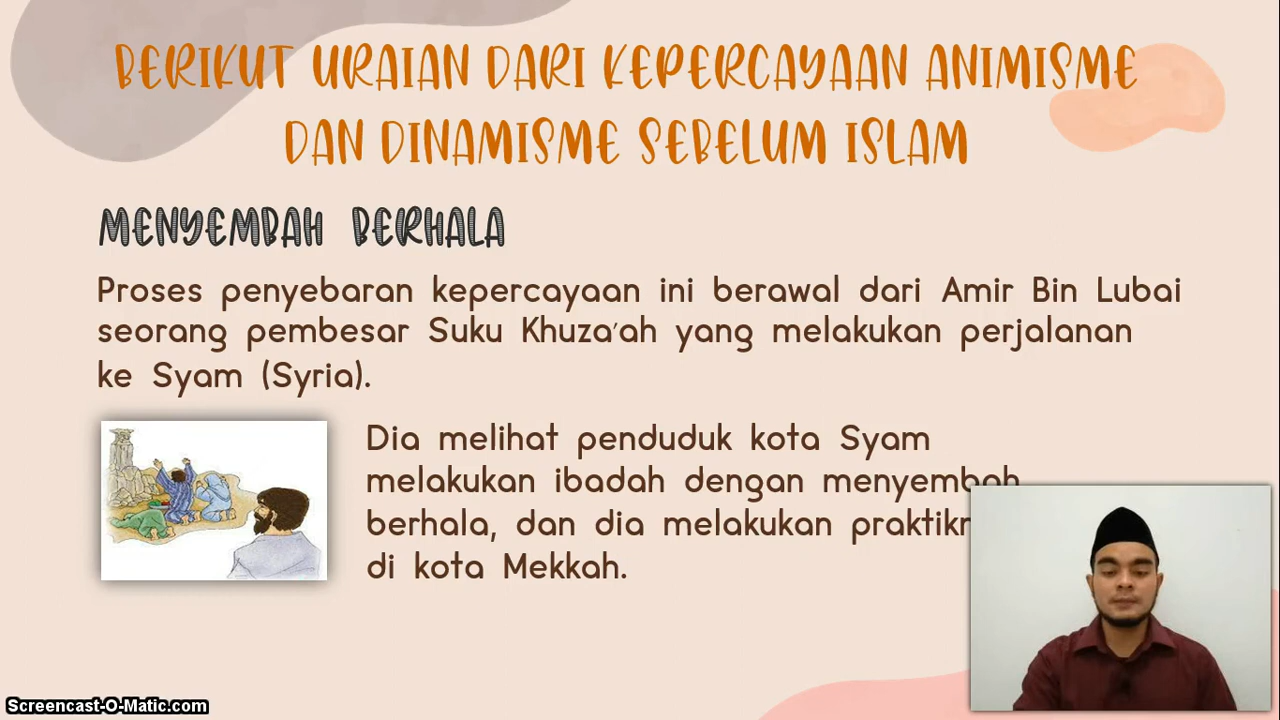 BERIKUT URAIAN DARI KEPERCAYAAN ANIMISME
DAN DINAMISME SEBELUM ISLAM
MENYEMBAH BERHALA
Proses penyebaran kepercayaan ini berawal dari Amir Bin Lubai
seorang pembesar Suku Khuza'ah yang melakukan perjalanan
ke Syam (Syria).
Dia melihat penduduk kota Syam
melakukan ibadah dengan menyembah
berhala, dan dia melakukan
di kota Mekkah.
Screencast-O-Matic.com